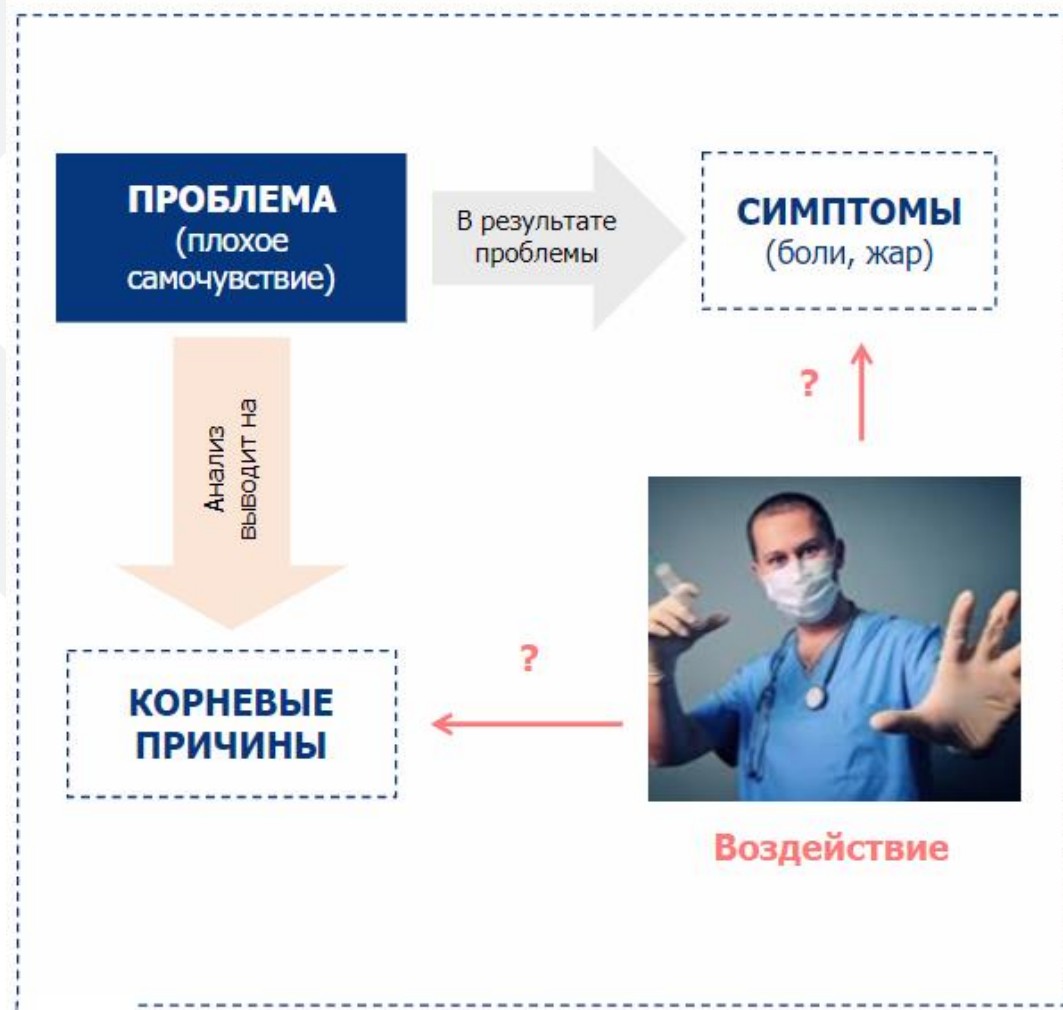 ПРОБЛЕМА
(плохое
самочувствие)
В результате
проблемы
СИМПТОМЫ
(боли, жар)
?
Анализ
выводит на
?
КОРНЕВЫЕ
ПРИЧИНЫ
Воздействие